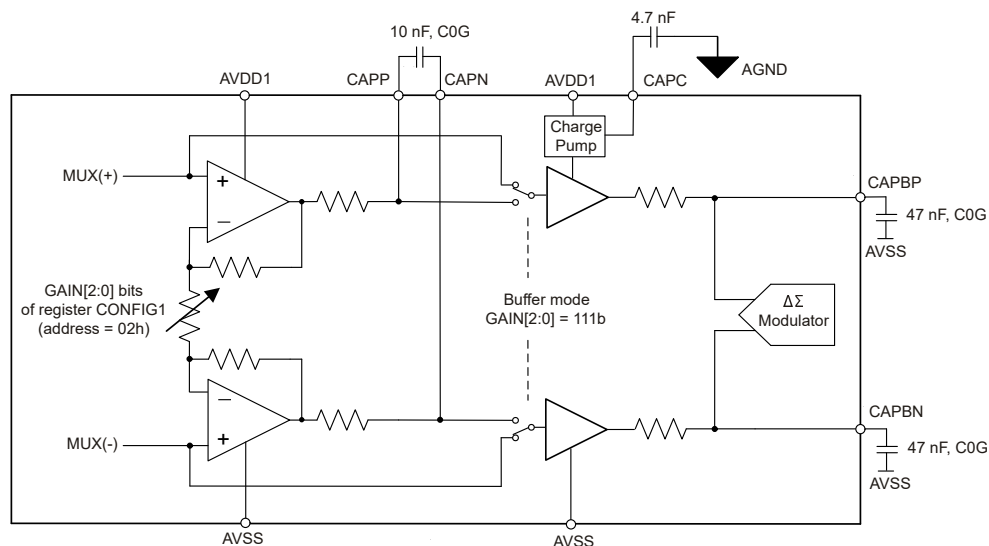 4.7 nF
10 nF, C0G
AGND
AVDD1
CAPP
CAPN
AVDD1
CAPC
Charge
Pump
MUX(+)
+
–
CAPBP
47 nF, C0G
AVSS
GAIN[2:0] bits
of register CONFIG1
(address = 02h)
Buffer mode
GAIN[2:0] = 111b
ΔΣ
Modulator
–
+
MUX(-)
CAPBN
47 nF, C0G
AVSS
AVSS
AVSS